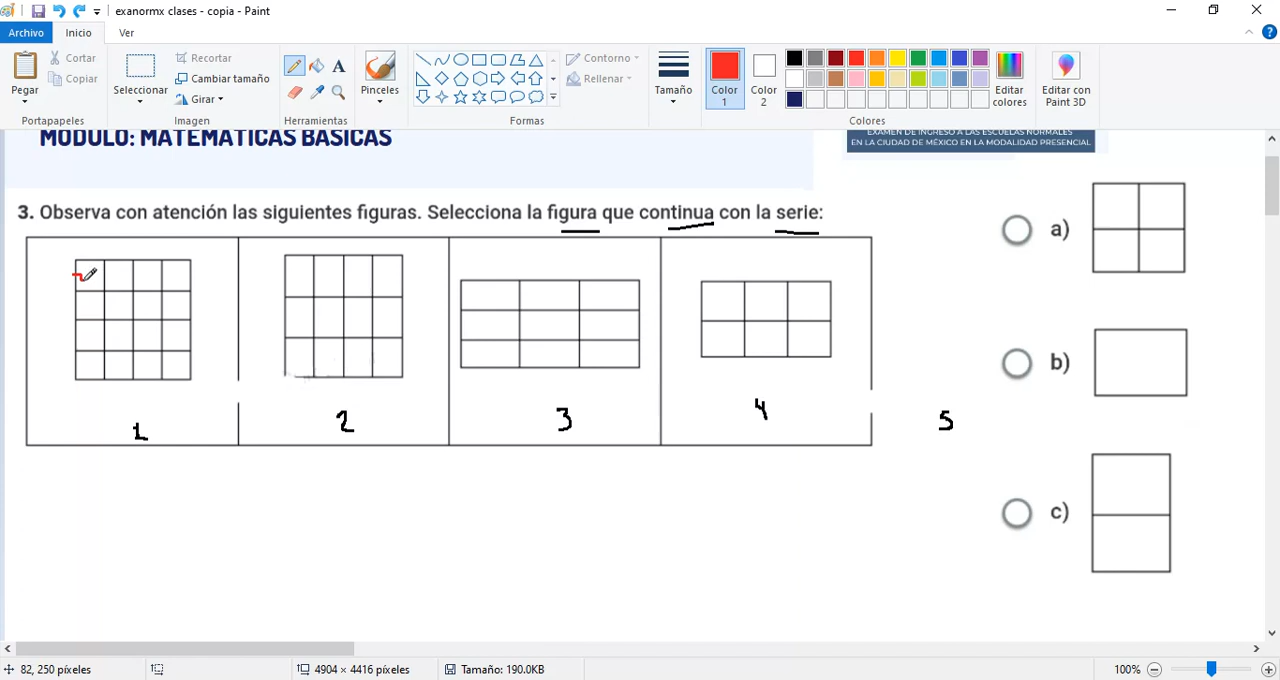 exanormx clases - copia - Paint
Archivo Inicio Ver
Pegar
Cortar
Copiar
Portapapeles
Seleccionar
Recortar
Cambiar tamaño
Girar
Imagen
A
Herramientas
Pinceles
Contorno
Rellenar
Formas
Tamaño
Color 1
Color 2
Colores
Editar colores
Editar con Paint 3D
MÓDULO: MATEMÁTICAS BÁSICAS
EXAMEN DE INGRESO A LAS ESCUELAS NORMALES
EN LA CIUDAD DE MÉXICO EN LA MODALIDAD PRESENCIAL
3. Observa con atención las siguientes figuras. Selecciona la figura que continua con la serie:
1 2 3 4 5
a)
b)
c)
82, 250 píxeles
4904 × 4416 píxeles
Tamaño: 190.0KB
100%